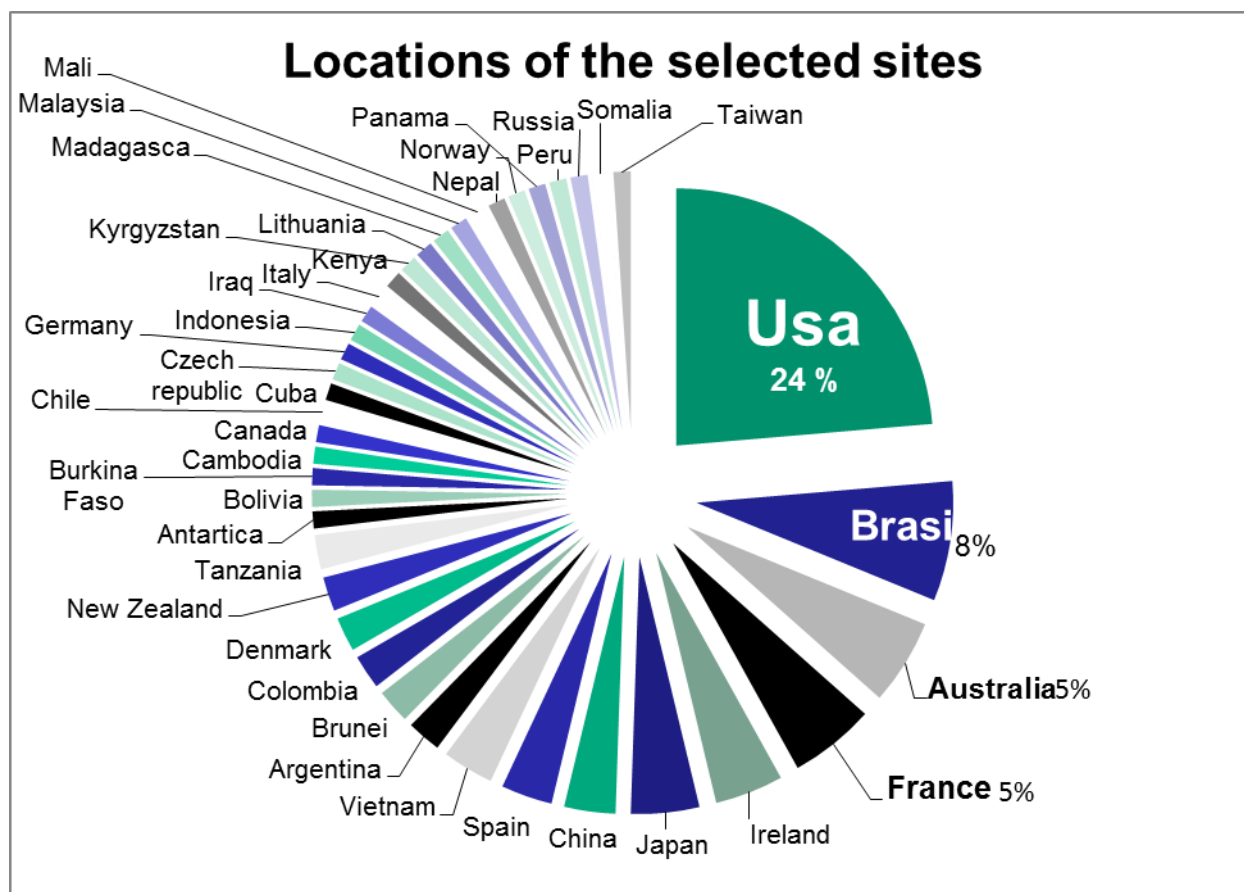 Locations of the selected sites
Mali
Malaysia
Madagasca
Panama
Norway
Nepal
Russia
Peru
Somalia
Taiwan
Kyrgyzstan
Lithuania
Kenya
Iraq
Italy
Germany
Indonesia
Czech
republic
Cuba
Chile
Canada
Cambodia
Burkina
Faso
Bolivia
Antartica
Tanzania
New Zealand
Denmark
Colombia
Brunei
Argentina
Vietnam
Spain
China
Japan
Ireland
France 5%
Australia 5%
Brasi 8%
Usa
24 %